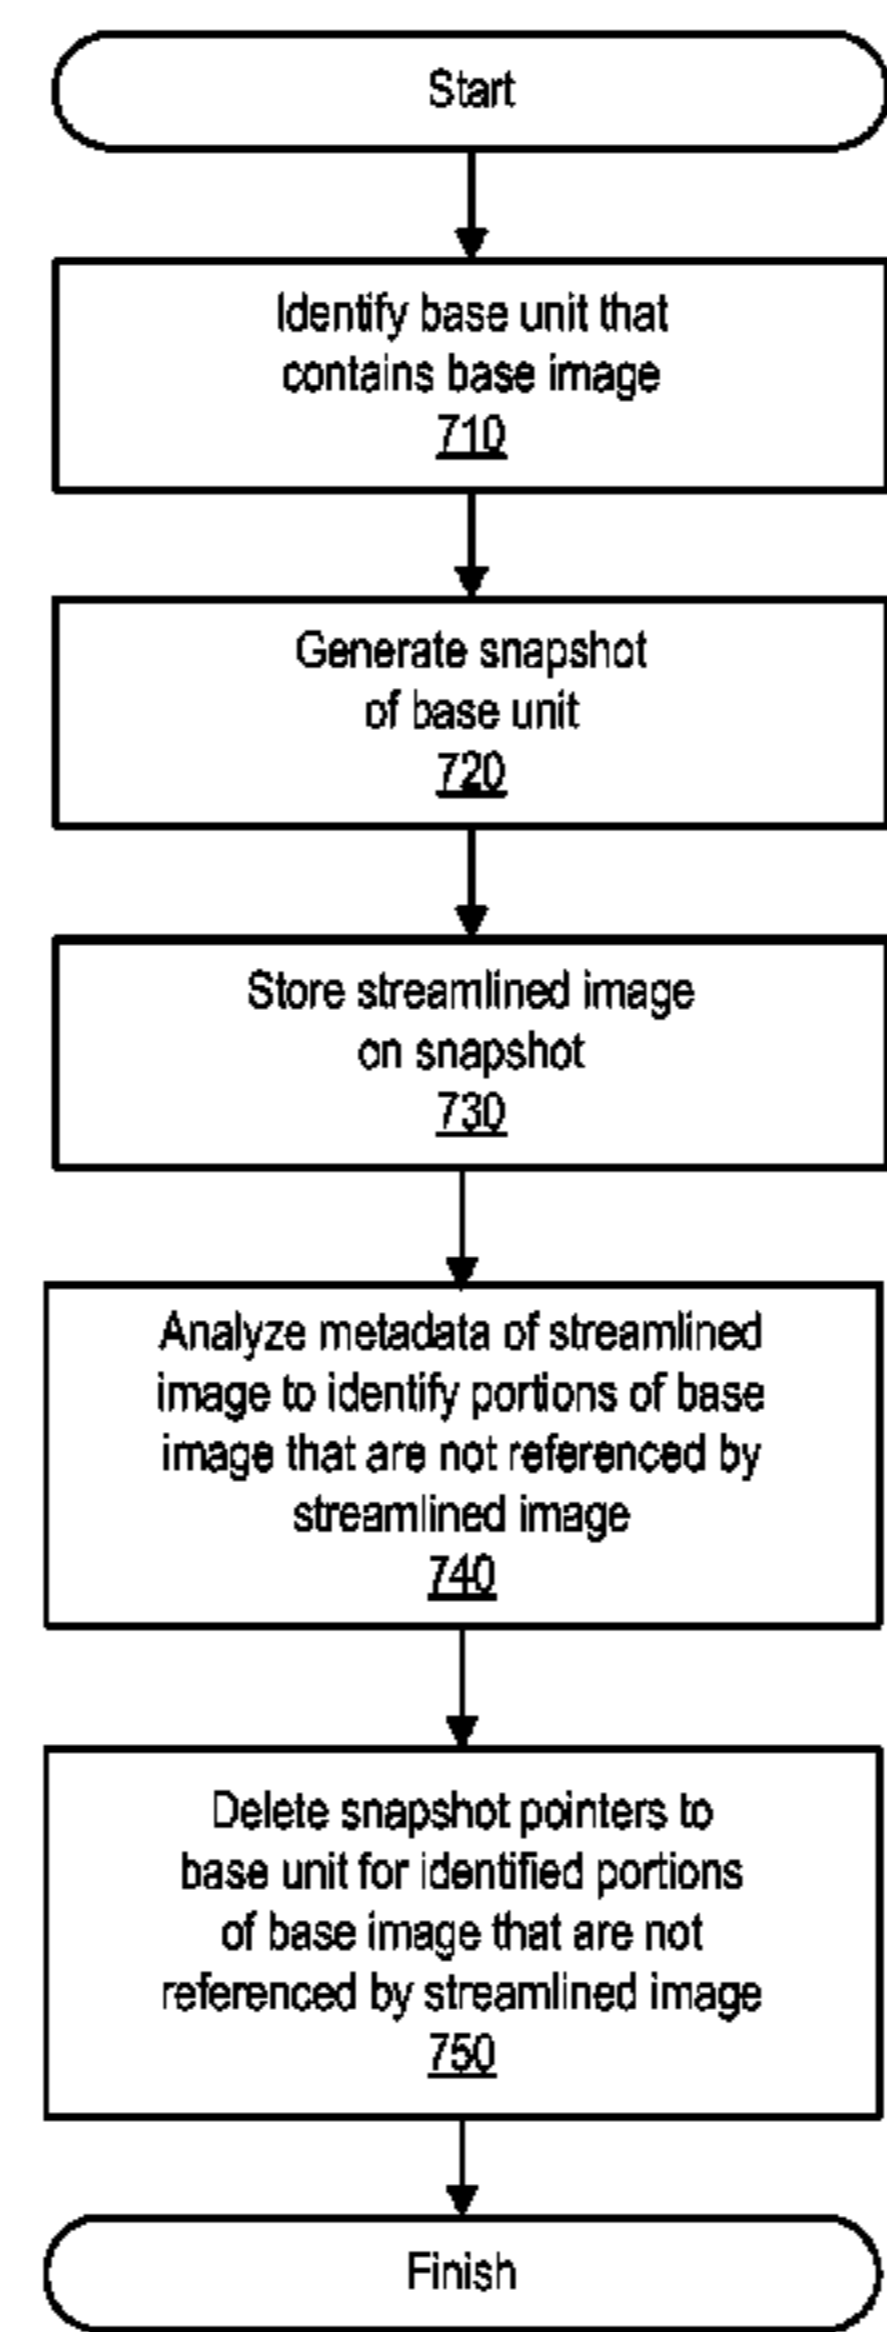 Start
Identify base unit that
contains base image
710
Generate snapshot
of base unit
720
Store streamlined image
on snapshot
730
Analyze metadata of streamlined
image to identify portions of base
image that are not referenced by
streamlined image
740
Delete snapshot pointers to
base unit for identified portions
of base image that are not
referenced by streamlined image
750
Finish